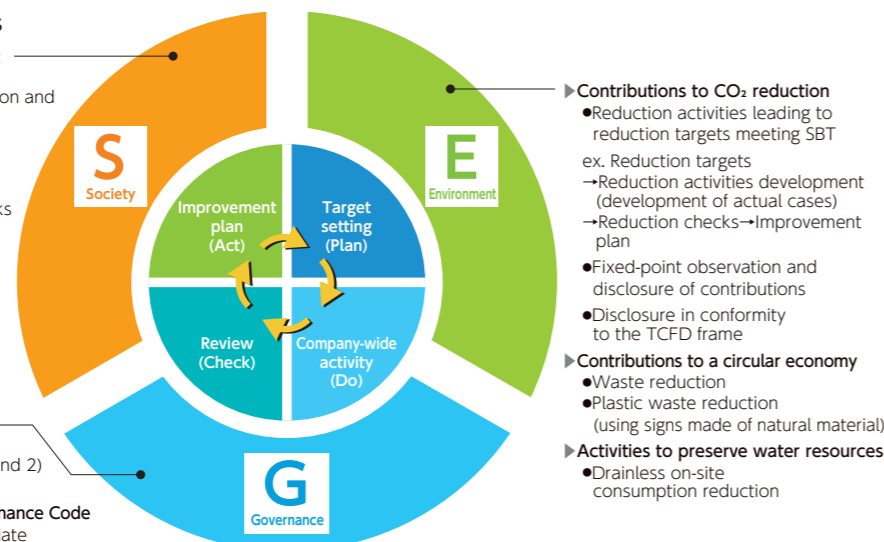 on and
nd 2)
mance Code
iate
S
Society
E
Environment
G
Governance
Improvement
plan
(Act)
Target
setting
(Plan)
Review
(Check)
Company-wide
activity
(Do)
▶Contributions to CO₂ reduction
●Reduction activities leading to
reduction targets meeting SBT
ex. Reduction targets
→Reduction activities development
(development of actual cases)
→Reduction checks→Improvement
plan
●Fixed-point observation and
disclosure of contributions
●Disclosure in conformity
to the TCFD frame
▶Contributions to a circular economy
●Waste reduction
●Plastic waste reduction
(using signs made of natural material)
▶Activities to preserve water resources
●Drainless on-site
consumption reduction